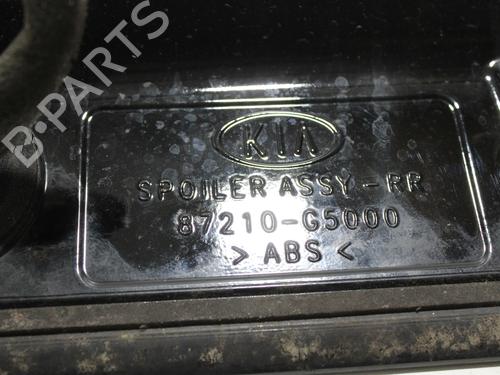 B-PARTS
KIA
SPOILER ASSY-RR
87210-G5000
> ABS <